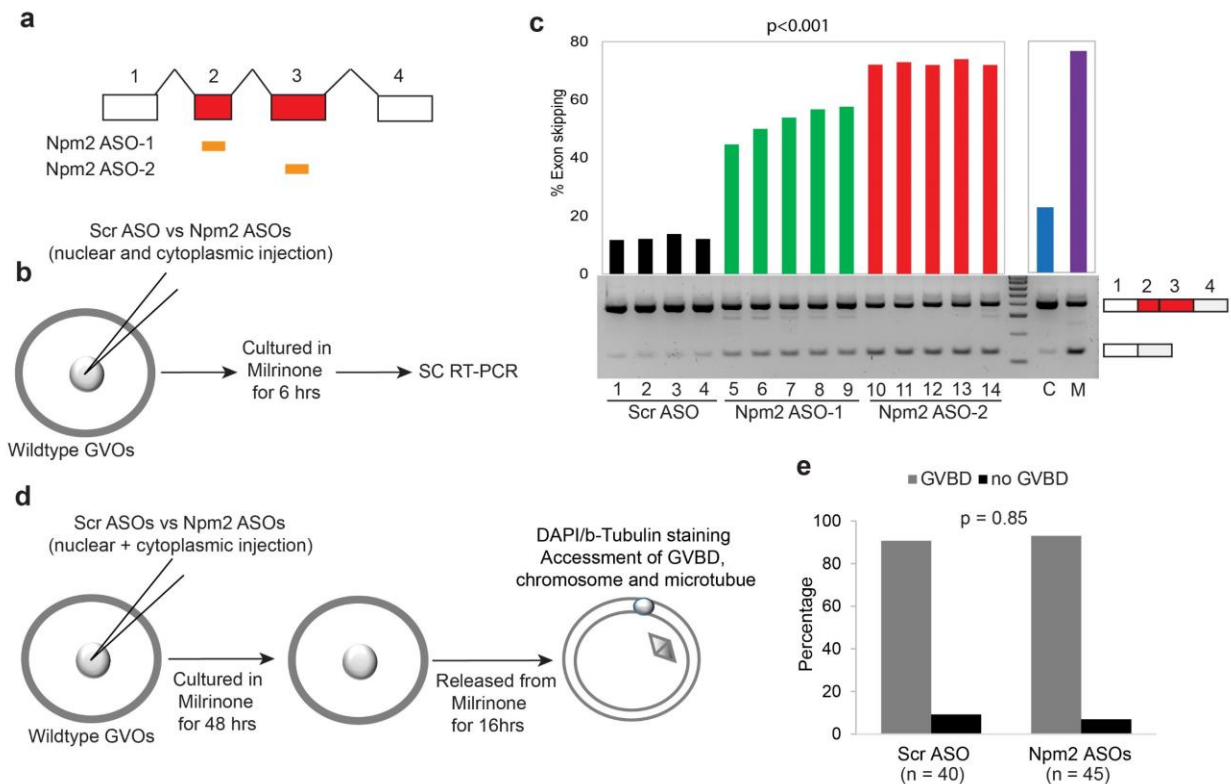 a
1 2 3 4
Npm2 ASO-1
Npm2 ASO-2
b
Scr ASO vs Npm2 ASOs
(nuclear and cytoplasmic injection)
Cultured in
Milrinone
for 6 hrs
SC RT-PCR
Wildtype GVOs
c
p<0.001
% Exon skipping
80
60
40
20
0
1 2 3 4
1 2 3 4 5 6 7 8 9 10 11 12 13 14 C M
Scr ASO Npm2 ASO-1 Npm2 ASO-2
d
Scr ASOs vs Npm2 ASOs
(nuclear + cytoplasmic injection)
Cultured in
Milrinone
for 48 hrs
Released from
Milrinone
for 16hrs
DAPI/b-Tubulin staining
Accessment of GVBD,
chromosome and microtubue
Wildtype GVOs
e
GVBD no GVBD
p = 0.85
Percentage
100
80
60
40
20
0
Scr ASO Npm2 ASOs
(n = 40) (n = 45)